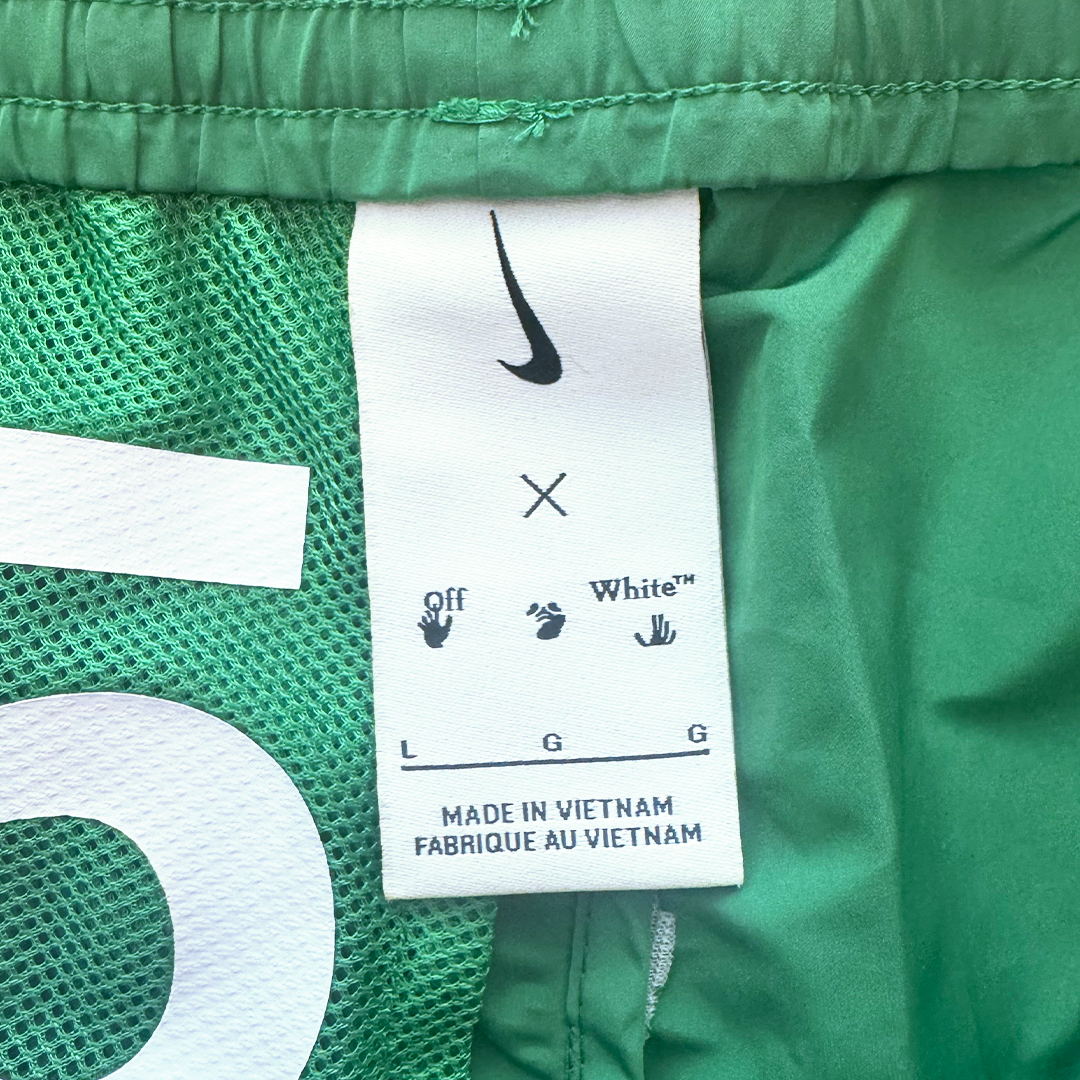 X
Off White™
L G G
MADE IN VIETNAM
FABRIQUE AU VIETNAM